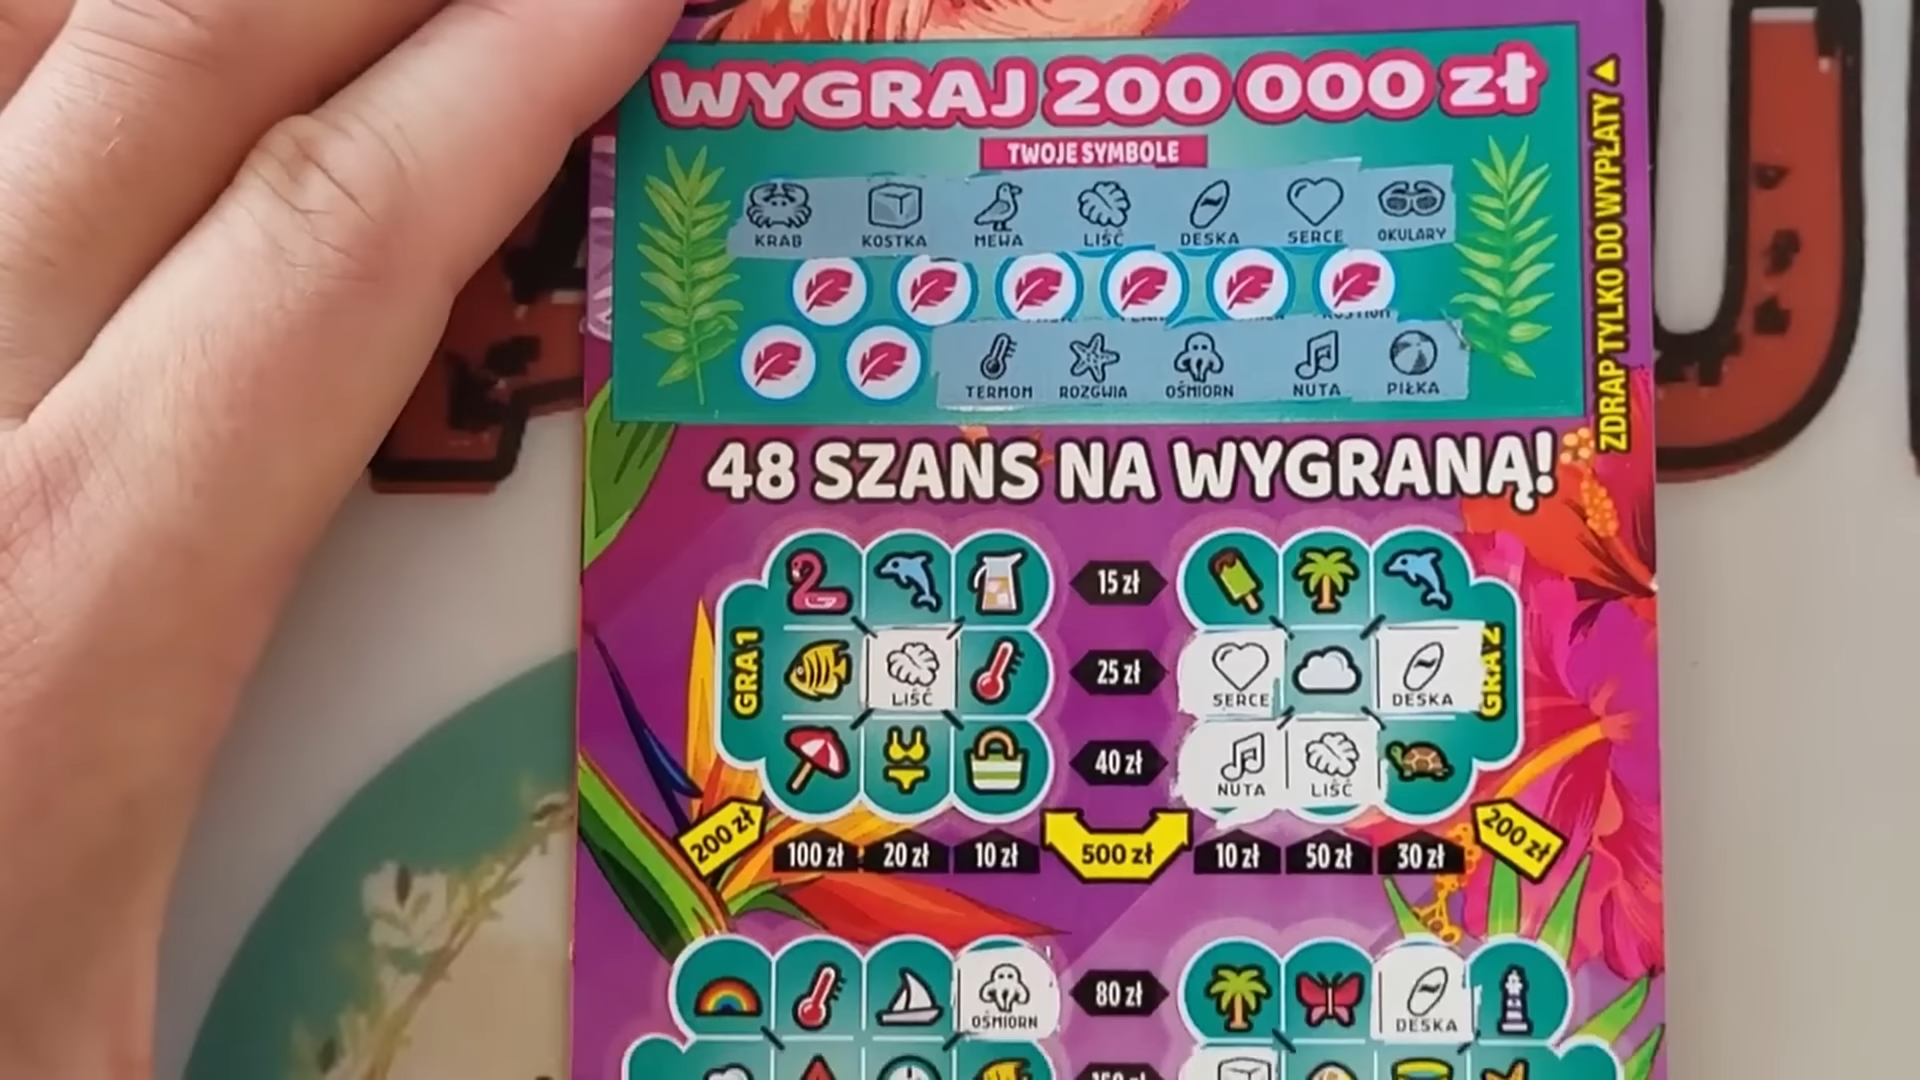 WYGRAJ 200 000 zł
TWOJE SYMBOLE
KRAB KOSTKA MEWA LIŚĆ DESKA SERCE OKULARY
TERMOM ROZGWIA OŚMIORN NUTA PIŁKA
ZDRAP TYLKO DO WYPŁATY
48 SZANS NA WYGRANĄ!
GRA 1
LIŚĆ
15 zł
25 zł
40 zł
SERCE DESKA
NUTA LIŚĆ
GRA 2
200 zł 100 zł 20 zł 10 zł 500 zł 10 zł 50 zł 30 zł 200 zł
OŚMIORN 80 zł DESKA